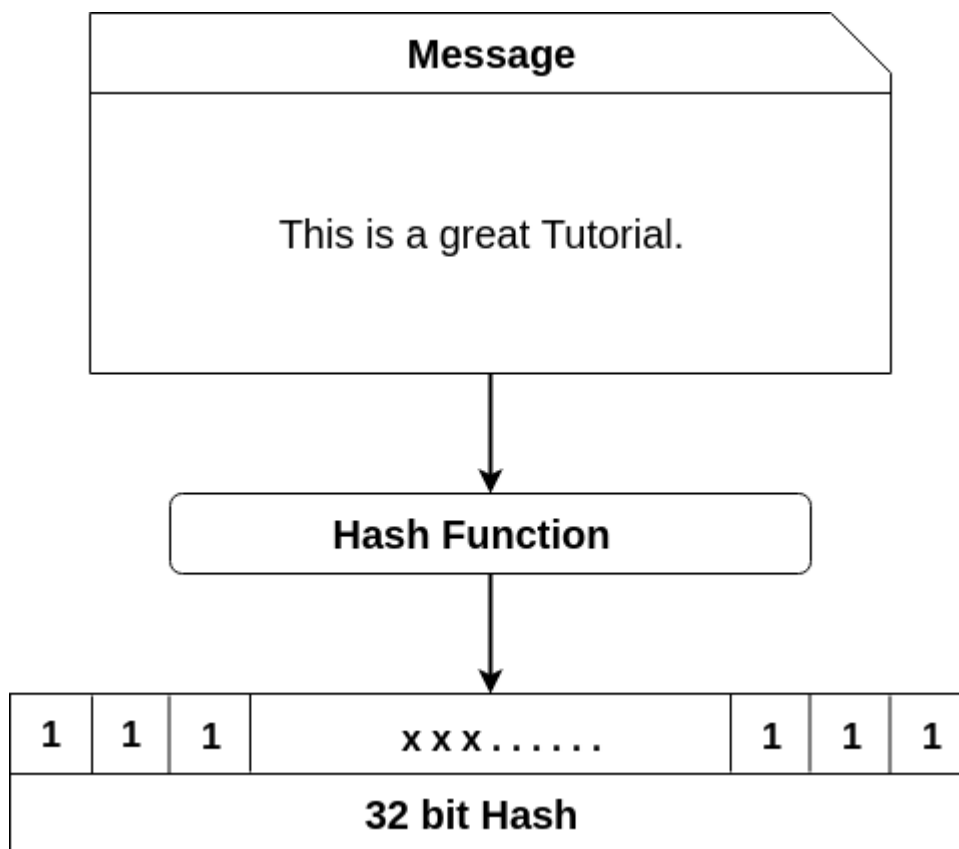 Message
This is a great Tutorial.
Hash Function
1 1 1 x x x . . . . . . 1 1 1
32 bit Hash